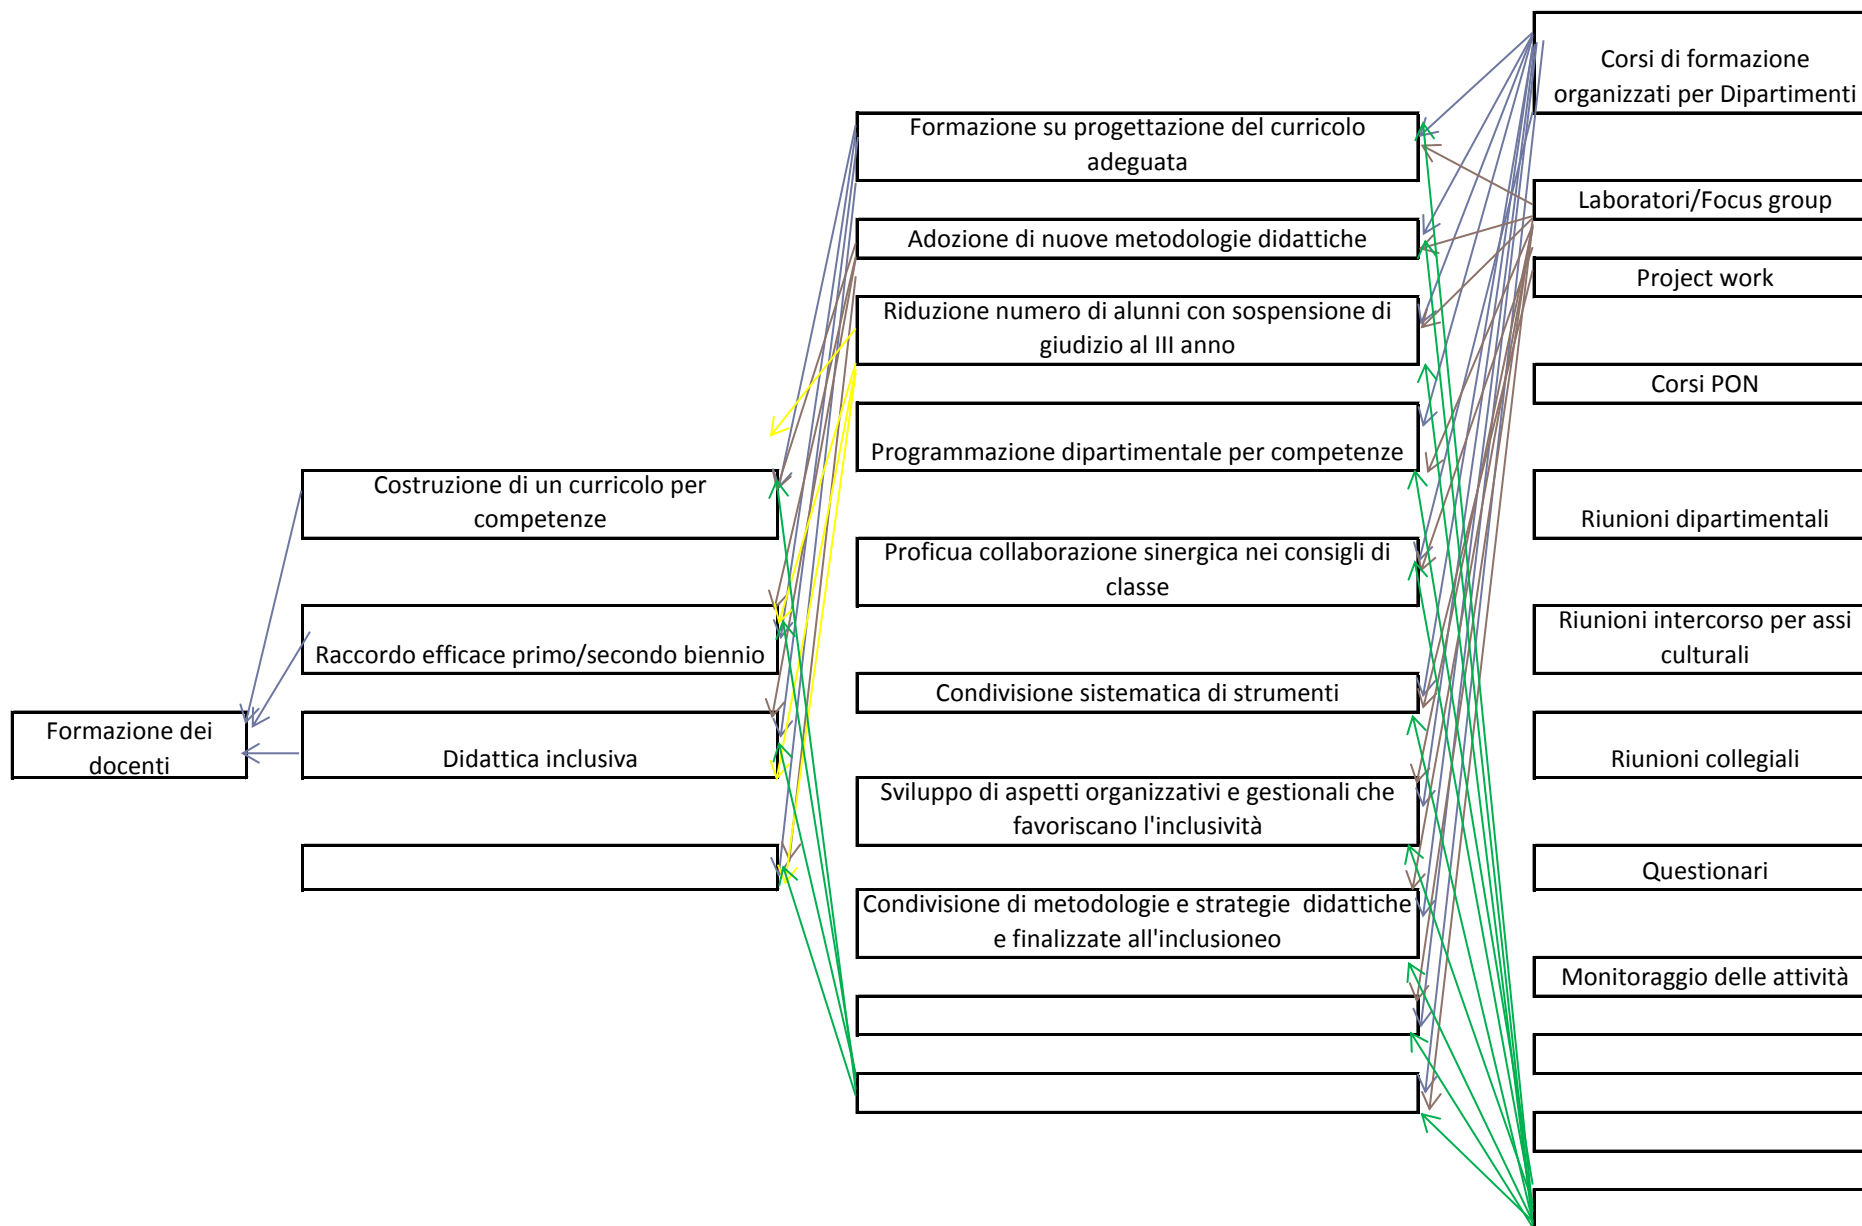 Formazione dei
docenti
Costruzione di un curricolo per
competenze
Raccordo efficace primo/secondo biennio
Didattica inclusiva
Formazione su progettazione del curricolo
adeguata
Adozione di nuove metodologie didattiche
Riduzione numero di alunni con sospensione di
giudizio al III anno
Programmazione dipartimentale per competenze
Proficua collaborazione sinergica nei consigli di
classe
Condivisione sistematica di strumenti
Sviluppo di aspetti organizzativi e gestionali che
favoriscano l'inclusività
Condivisione di metodologie e strategie  didattiche
e finalizzate all'inclusioneo
Corsi di formazione
organizzati per Dipartimenti
Laboratori/Focus group
Project work
Corsi PON
Riunioni dipartimentali
Riunioni intercorso per assi
culturali
Riunioni collegiali
Questionari
Monitoraggio delle attività